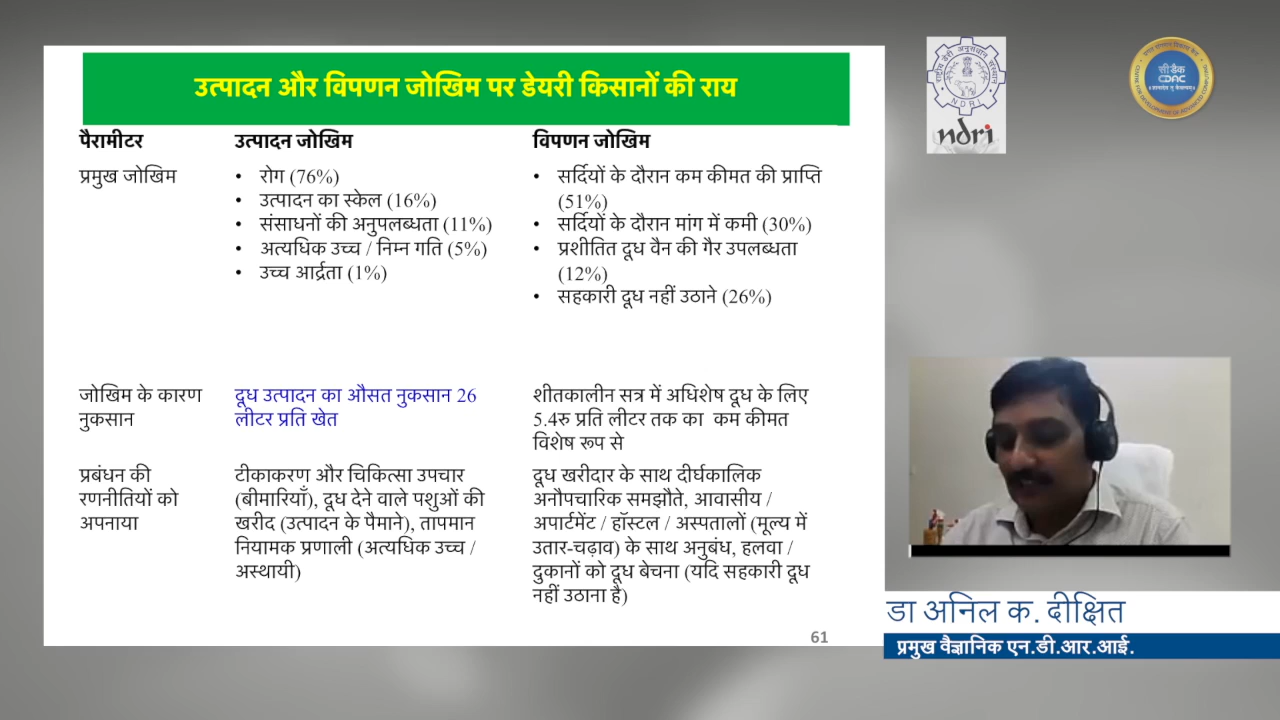 उत्पादन और विपणन जोखिम पर डेयरी किसानों की राय
पैरामीटर
उत्पादन जोखिम
विपणन जोखिम
प्रमुख जोखिम
• रोग (76%)
• उत्पादन का स्केल (16%)
• संसाधनों की अनुपलब्धता (11%)
• अत्यधिक उच्च / निम्न गति (5%)
• उच्च आर्द्रता (1%)
• सर्दियों के दौरान कम कीमत की प्राप्ति
(51%)
• सर्दियों के दौरान मांग में कमी (30%)
• प्रशीतित दूध वैन की गैर उपलब्धता
(12%)
• सहकारी दूध नहीं उठाने (26%)
जोखिम के कारण
नुकसान
दूध उत्पादन का औसत नुकसान 26
लीटर प्रति खेत
शीतकालीन सत्र में अधिशेष दूध के लिए
5.4रु प्रति लीटर तक का कम कीमत
विशेष रूप से
प्रबंधन की
रणनीतियों को
अपनाया
टीकाकरण और चिकित्सा उपचार
(बीमारियाँ), दूध देने वाले पशुओं की
खरीद (उत्पादन के पैमाने), तापमान
नियामक प्रणाली (अत्यधिक उच्च /
अस्थायी)
दूध खरीदार के साथ दीर्घकालिक
अनौपचारिक समझौते, आवासीय /
अपार्टमेंट / हॉस्टल / अस्पतालों (मूल्य में
उतार-चढ़ाव) के साथ अनुबंध, हलवा /
दुकानों को दूध बेचना (यदि सहकारी दूध
नहीं उठाना है)
61
राष्ट्रीय डेरी अनुसंधान संस्थान
NDRI
ndri
सी डैक
CDAC
डा अनिल क. दीक्षित
प्रमुख वैज्ञानिक एन.डी.आर.आई.